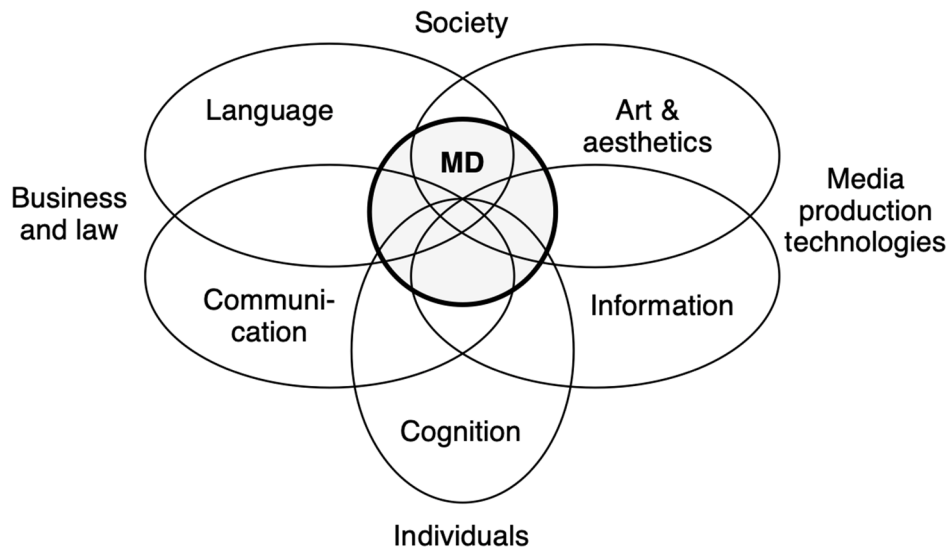 Society
Language
Art &
aesthetics
MD
Business
and law
Media
production
technologies
Communi-
cation
Information
Cognition
Individuals